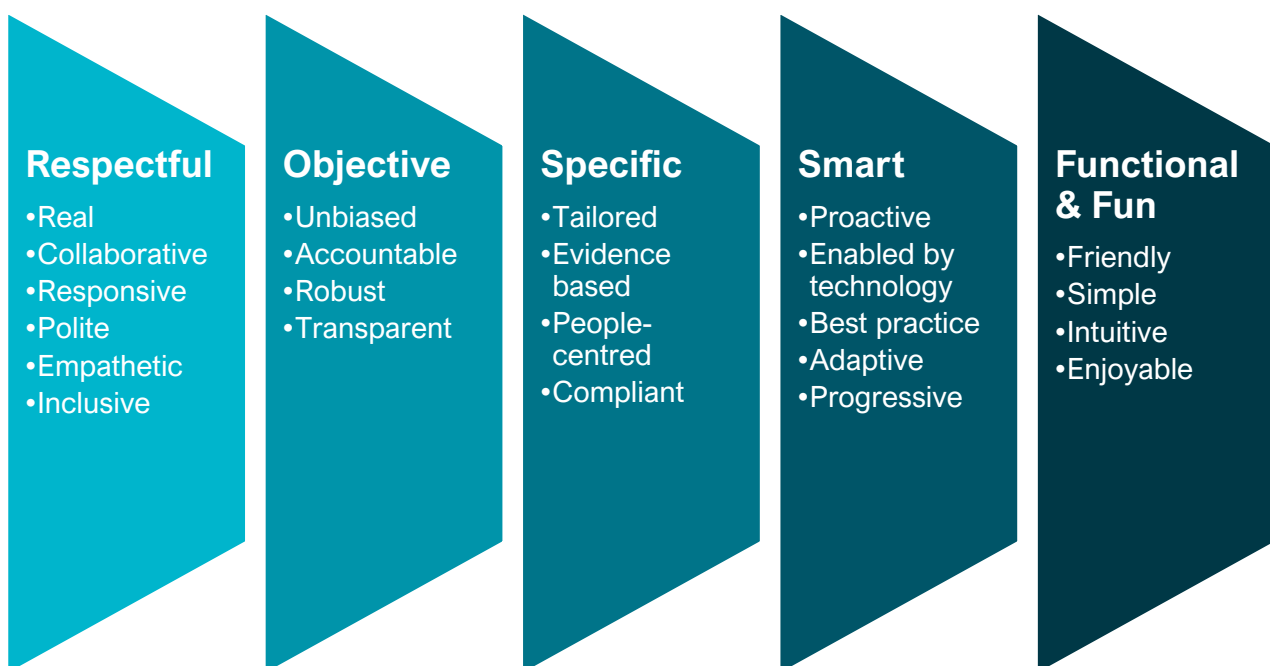 Respectful
•Real
•Collaborative
•Responsive
•Polite
•Empathetic
•Inclusive
Objective
•Unbiased
•Accountable
•Robust
•Transparent
Specific
•Tailored
•Evidence
based
•People-
centred
•Compliant
Smart
•Proactive
•Enabled by
technology
•Best practice
•Adaptive
•Progressive
Functional
& Fun
•Friendly
•Simple
•Intuitive
•Enjoyable